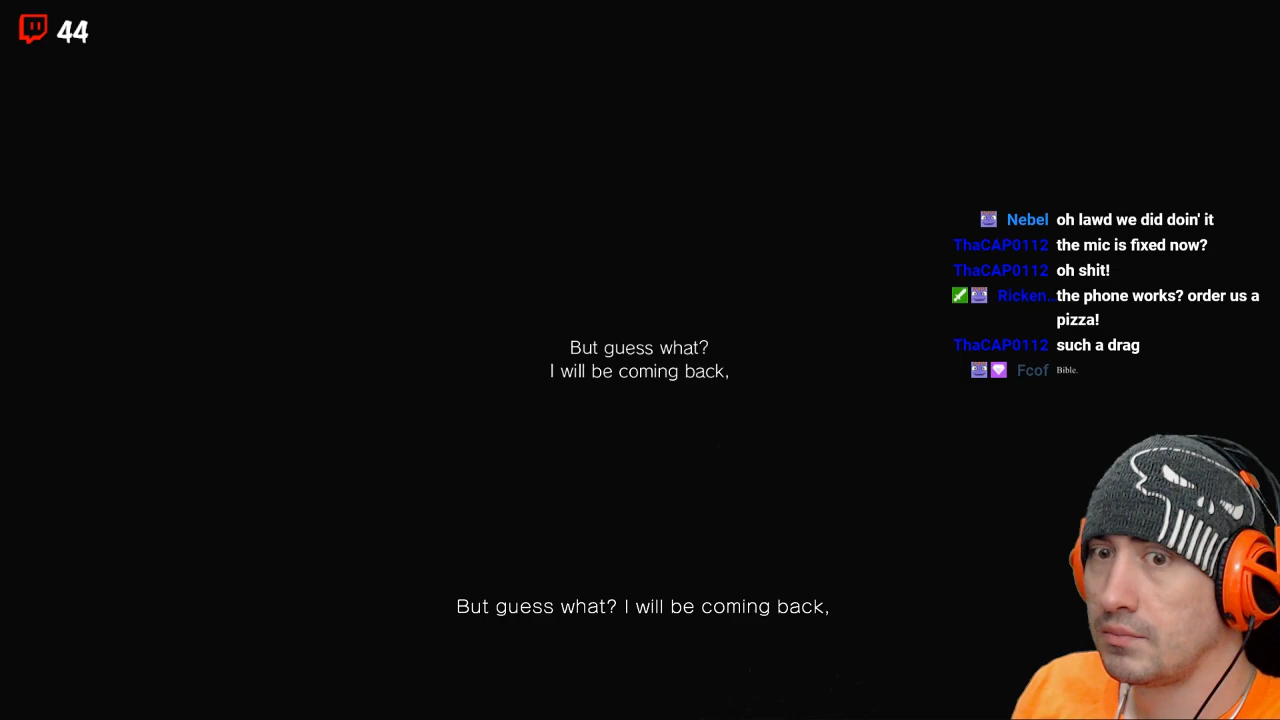 44
Nebel oh lawd we did doin' it
ThaCAP0112 the mic is fixed now?
ThaCAP0112 oh shit!
Ricken... the phone works? order us a
pizza!
ThaCAP0112 such a drag
Fcof Bible.
But guess what?
I will be coming back,
But guess what? I will be coming back,